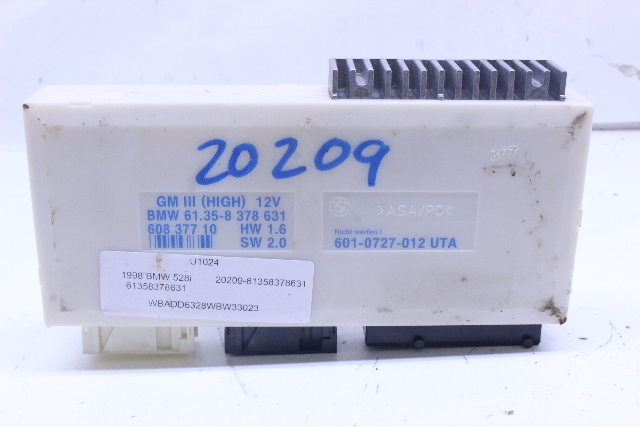 20209
367
GM III (HIGH) 12V
BMW 61.35-8 378 631
608 377 10 HW 1.6
SW 2.0
>ASA/PC<
Nicht werfen !
601-0727-012 UTA
U1024
1998 BMW 528i 20209-61358378631
61358378631
WBADD6328WBW33023